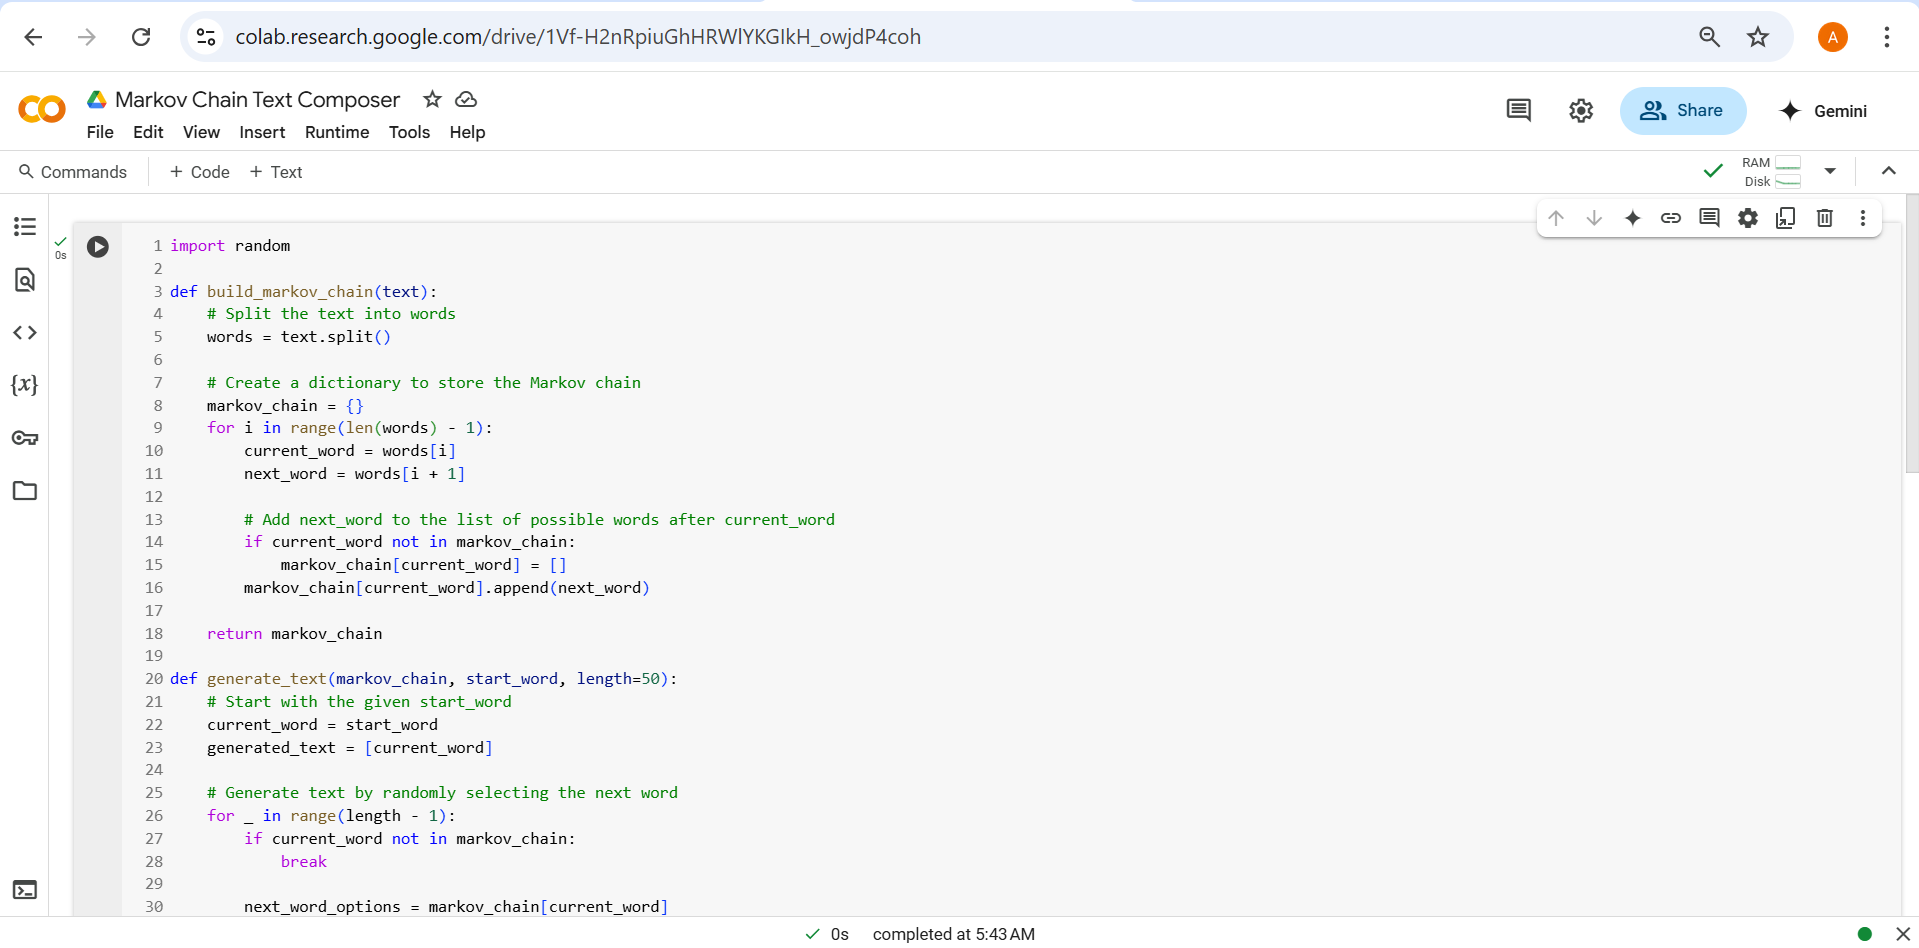 colab.research.google.com/drive/1Vf-H2nRpiuGhHRWlYKGIkH_owjdP4coh
A
Markov Chain Text Composer
File Edit View Insert Runtime Tools Help
Share
Gemini
Commands + Code + Text
RAM
Disk
0s
1 import random
2
3 def build_markov_chain(text):
4     # Split the text into words
5     words = text.split()
6
7     # Create a dictionary to store the Markov chain
8     markov_chain = {}
9     for i in range(len(words) - 1):
10         current_word = words[i]
11         next_word = words[i + 1]
12
13         # Add next_word to the list of possible words after current_word
14         if current_word not in markov_chain:
15             markov_chain[current_word] = []
16         markov_chain[current_word].append(next_word)
17
18     return markov_chain
19
20 def generate_text(markov_chain, start_word, length=50):
21     # Start with the given start_word
22     current_word = start_word
23     generated_text = [current_word]
24
25     # Generate text by randomly selecting the next word
26     for _ in range(length - 1):
27         if current_word not in markov_chain:
28             break
29
30         next_word_options = markov_chain[current_word]
0s completed at 5:43 AM